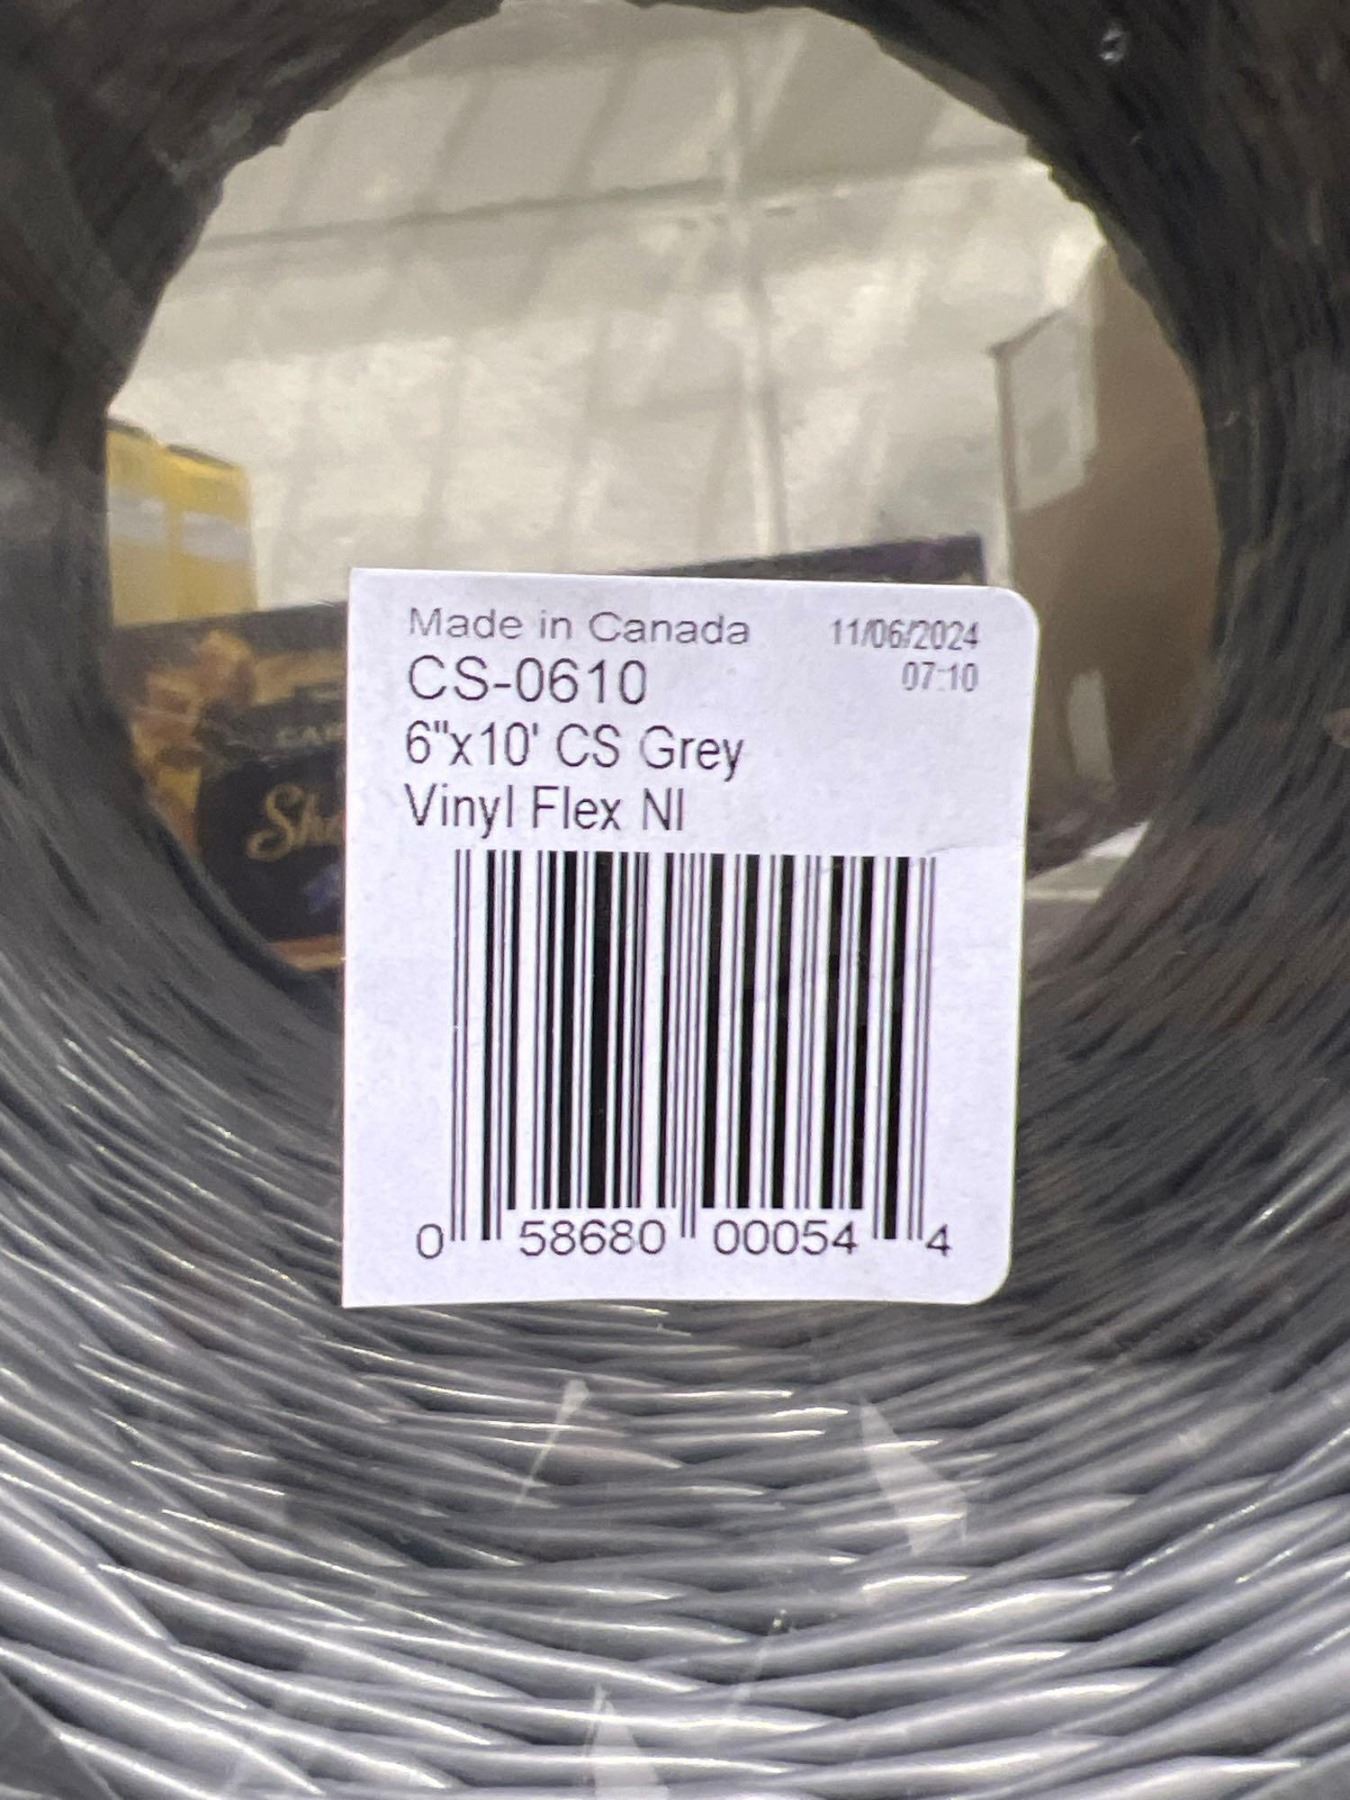 Made in Canada 11/06/2024
CS-0610 07:10
6"x10' CS Grey
Vinyl Flex NI
0 58680 00054 4